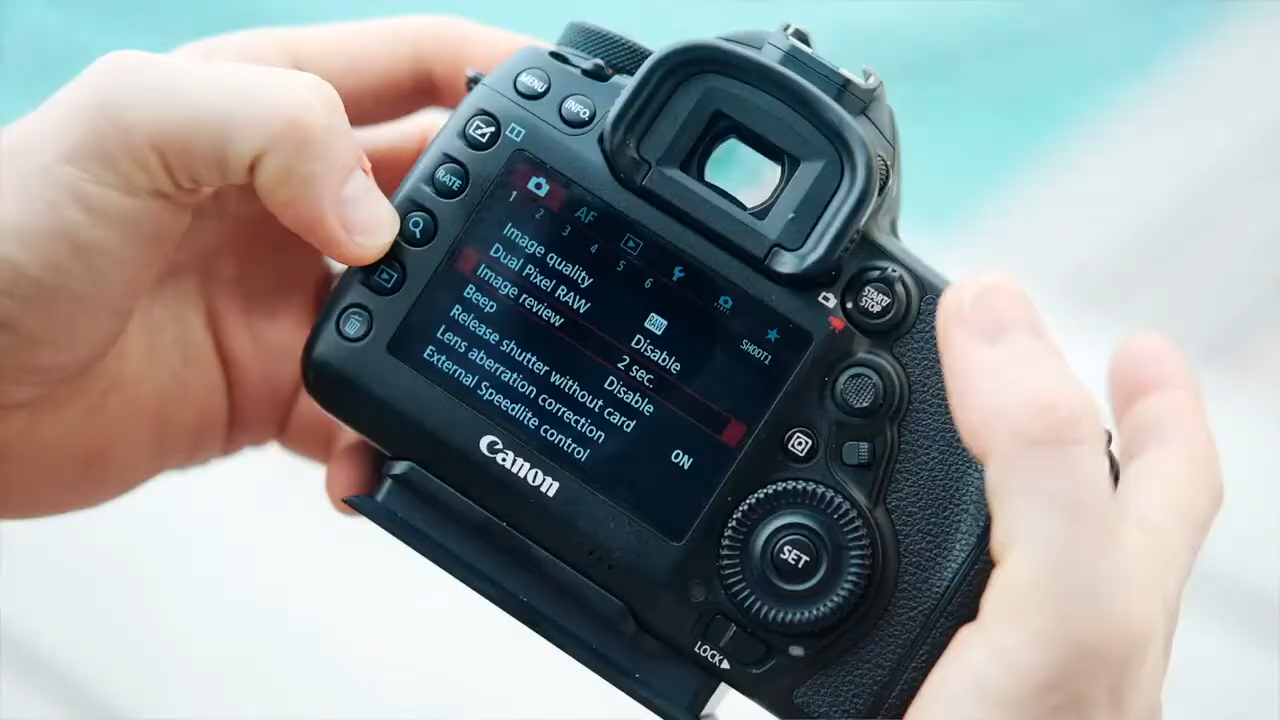 MENU
INFO.
RATE
1 2 3 4 5 6
AF
SHOOT1
Image quality RAW RAW
Dual Pixel RAW Disable
Image review 2 sec.
Beep Disable
Release shutter without card ON
Lens aberration correction
External Speedlite control
Canon
START/
STOP
SET
LOCK